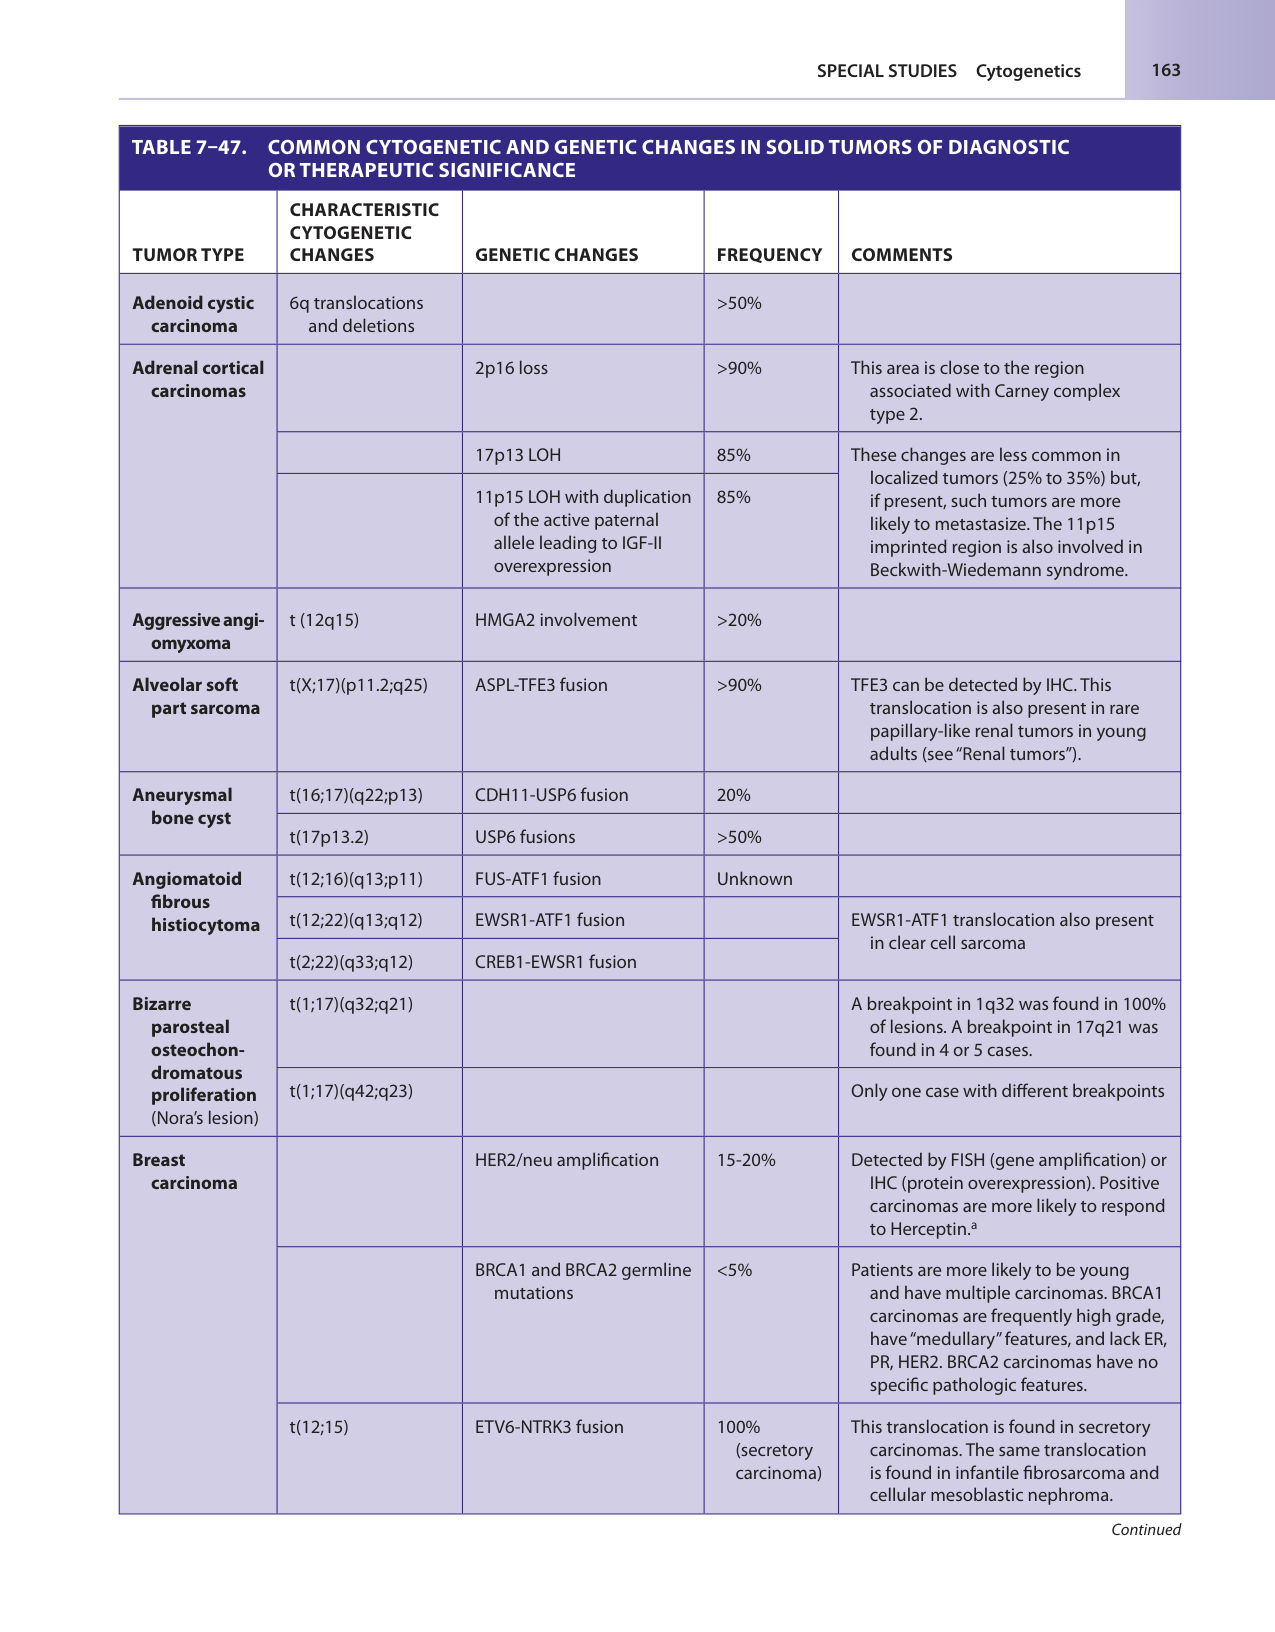 SPECIAL STUDIES Cytogenetics 163
TABLE 7–47. COMMON CYTOGENETIC AND GENETIC CHANGES IN SOLID TUMORS OF DIAGNOSTIC
OR THERAPEUTIC SIGNIFICANCE
TUMOR TYPE
CHARACTERISTIC
CYTOGENETIC
CHANGES
GENETIC CHANGES
FREQUENCY
COMMENTS
Adenoid cystic
carcinoma
6q translocations
and deletions
>50%
Adrenal cortical
carcinomas
2p16 loss
>90%
This area is close to the region
associated with Carney complex
type 2.
17p13 LOH
85%
These changes are less common in
localized tumors (25% to 35%) but,
if present, such tumors are more
likely to metastasize. The 11p15
imprinted region is also involved in
Beckwith-Wiedemann syndrome.
11p15 LOH with duplication
of the active paternal
allele leading to IGF-II
overexpression
85%
Aggressive angi-
omyxoma
t (12q15)
HMGA2 involvement
>20%
Alveolar soft
part sarcoma
t(X;17)(p11.2;q25)
ASPL-TFE3 fusion
>90%
TFE3 can be detected by IHC. This
translocation is also present in rare
papillary-like renal tumors in young
adults (see “Renal tumors”).
Aneurysmal
bone cyst
t(16;17)(q22;p13)
CDH11-USP6 fusion
20%
t(17p13.2)
USP6 fusions
>50%
Angiomatoid
fibrous
histiocytoma
t(12;16)(q13;p11)
FUS-ATF1 fusion
Unknown
t(12;22)(q13;q12)
EWSR1-ATF1 fusion
EWSR1-ATF1 translocation also present
in clear cell sarcoma
t(2;22)(q33;q12)
CREB1-EWSR1 fusion
Bizarre
parosteal
osteochon-
dromatous
proliferation
(Nora’s lesion)
t(1;17)(q32;q21)
A breakpoint in 1q32 was found in 100%
of lesions. A breakpoint in 17q21 was
found in 4 or 5 cases.
t(1;17)(q42;q23)
Only one case with different breakpoints
Breast
carcinoma
HER2/neu amplification
15-20%
Detected by FISH (gene amplification) or
IHC (protein overexpression). Positive
carcinomas are more likely to respond
to Herceptin.a
BRCA1 and BRCA2 germline
mutations
<5%
Patients are more likely to be young
and have multiple carcinomas. BRCA1
carcinomas are frequently high grade,
have “medullary” features, and lack ER,
PR, HER2. BRCA2 carcinomas have no
specific pathologic features.
t(12;15)
ETV6-NTRK3 fusion
100%
(secretory
carcinoma)
This translocation is found in secretory
carcinomas. The same translocation
is found in infantile fibrosarcoma and
cellular mesoblastic nephroma.
Continued